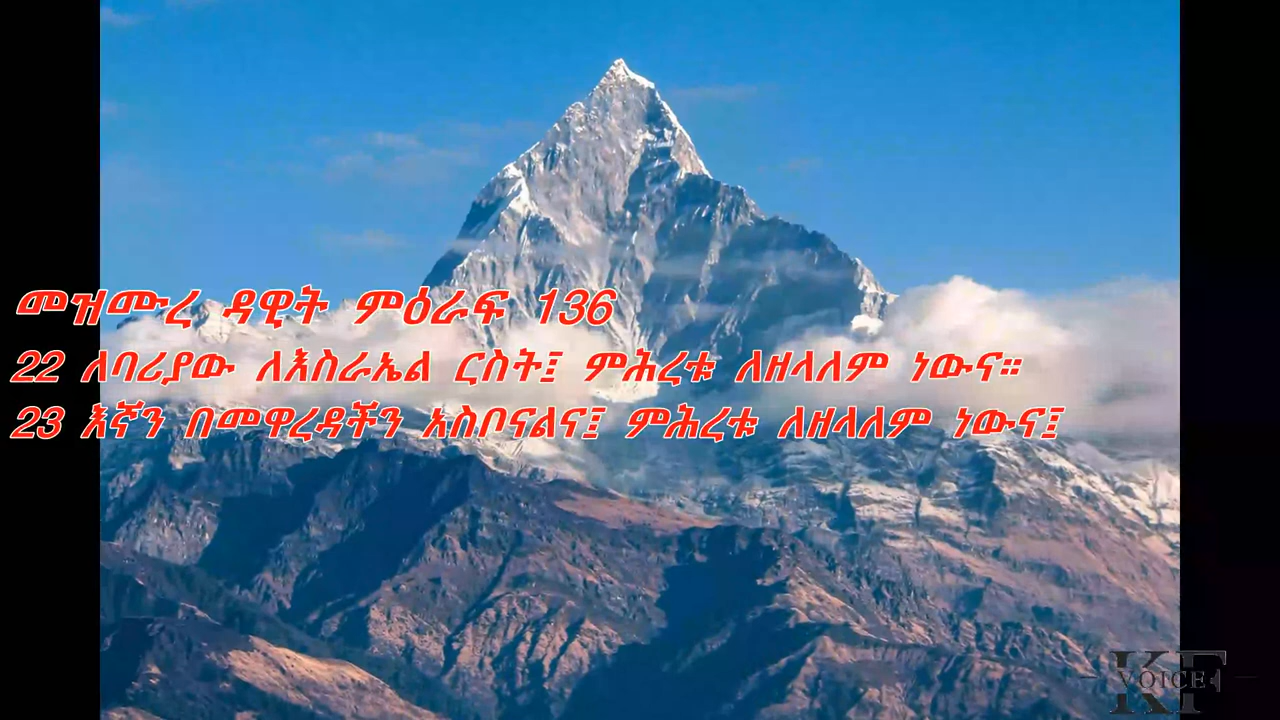 መዝሙረ ዳዊት ምዕራፍ 136
22 ለባሪያው ለእስራኤል ርስት፤ ምሕረቱ ለዘላለም ነውና።
23 እኛን በመዋረዳችን አስቦናልና፤ ምሕረቱ ለዘላለም ነውና፤
KF
VOICE